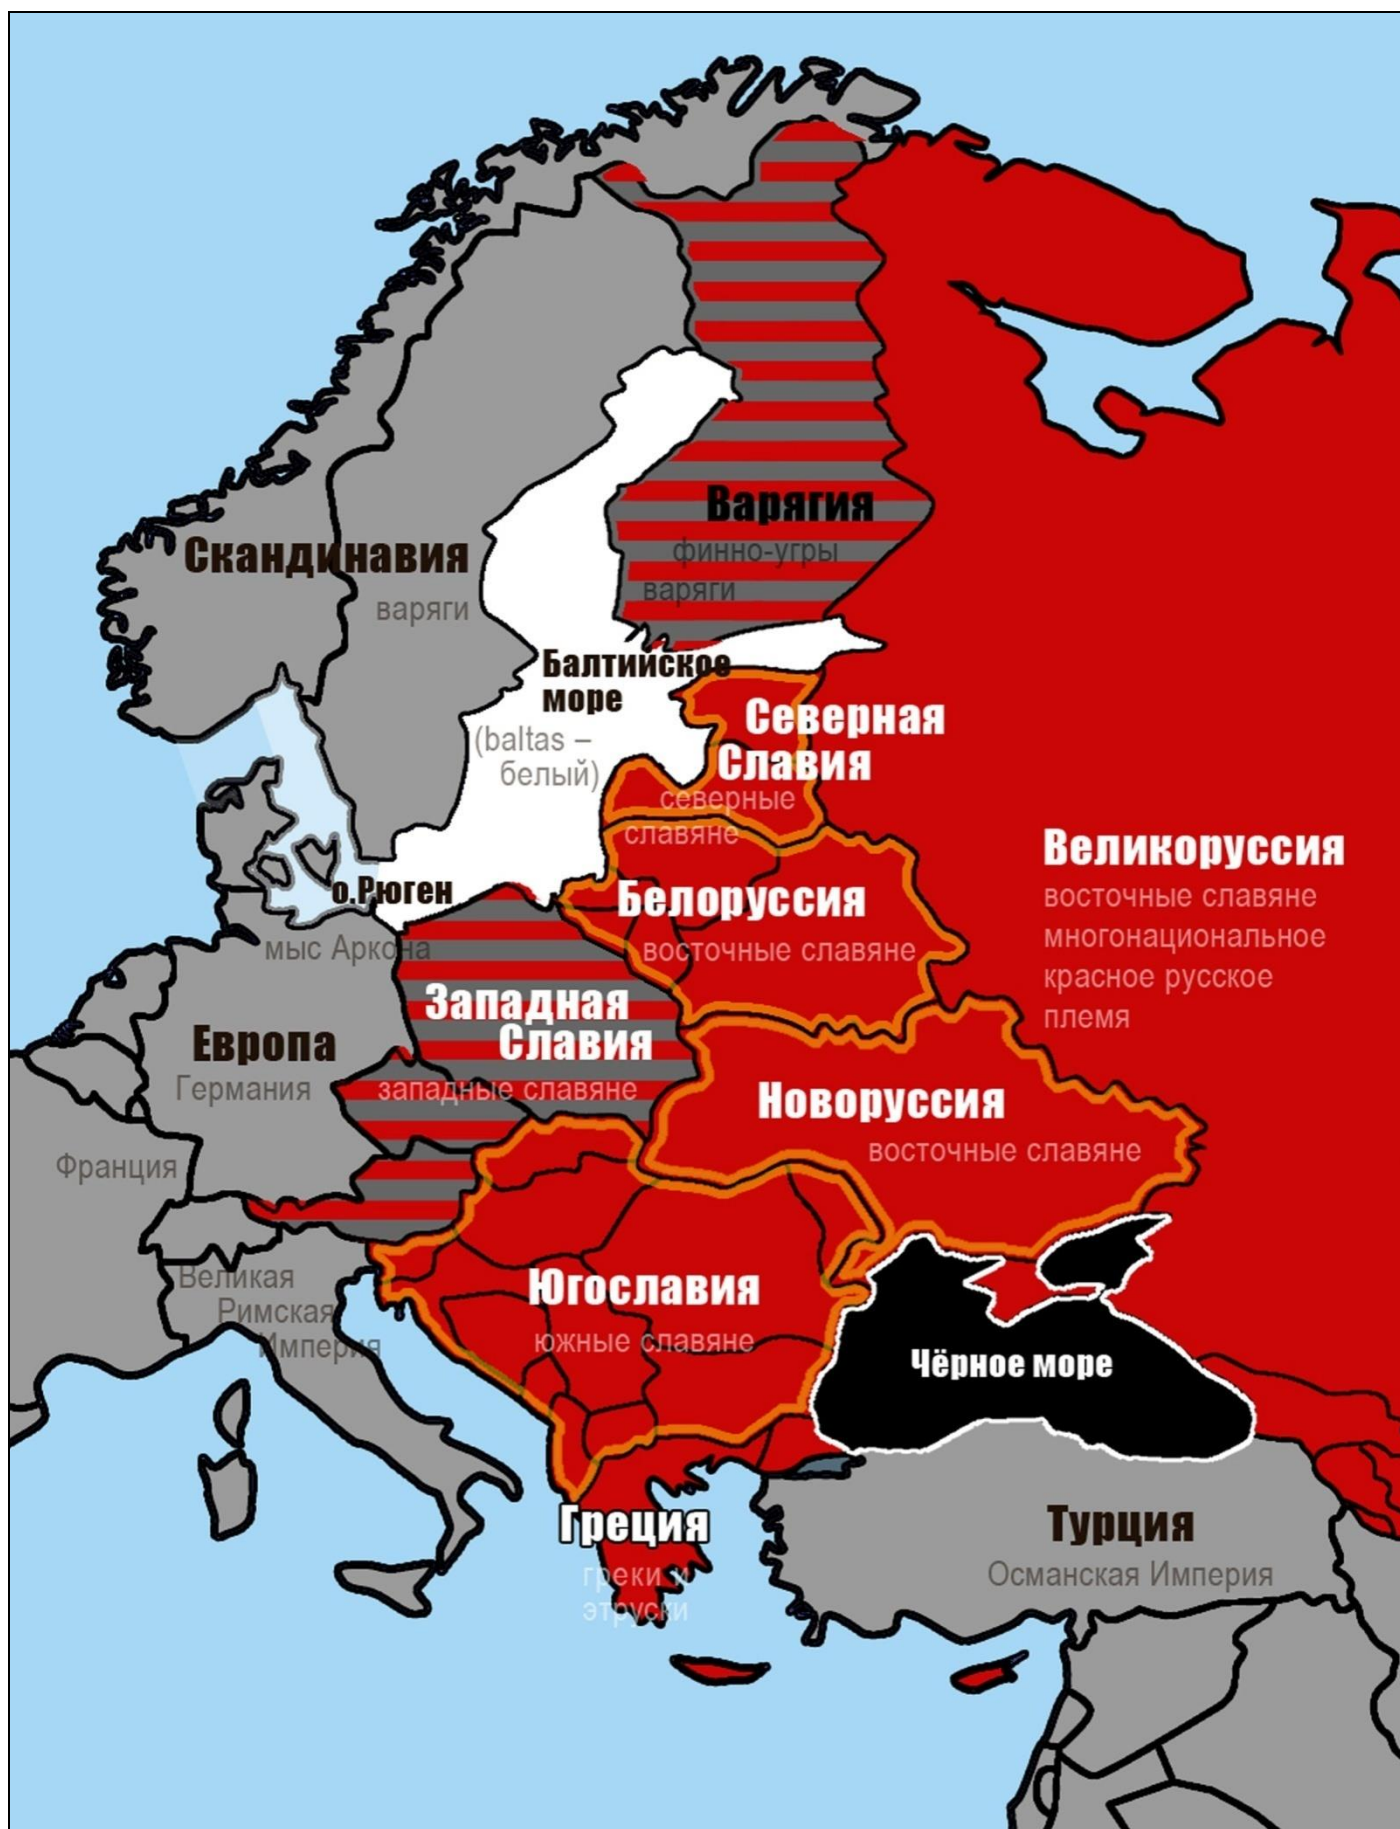 Варягия
финно-угры
варяги
Скандинавия
варяги
Балтийское
море
(baltas –
белый)
Северная
Славия
северные
славяне
Великоруссия
восточные славяне
многонациональное
красное русское
племя
о.Рюген
мыс Аркона
Белоруссия
восточные славяне
Западная
Славия
западные славяне
Европа
Германия
Франция
Новоруссия
восточные славяне
Великая
Римская
Империя
Югославия
южные славяне
Чёрное море
Греция
греки и
этруски
Турция
Османская Империя